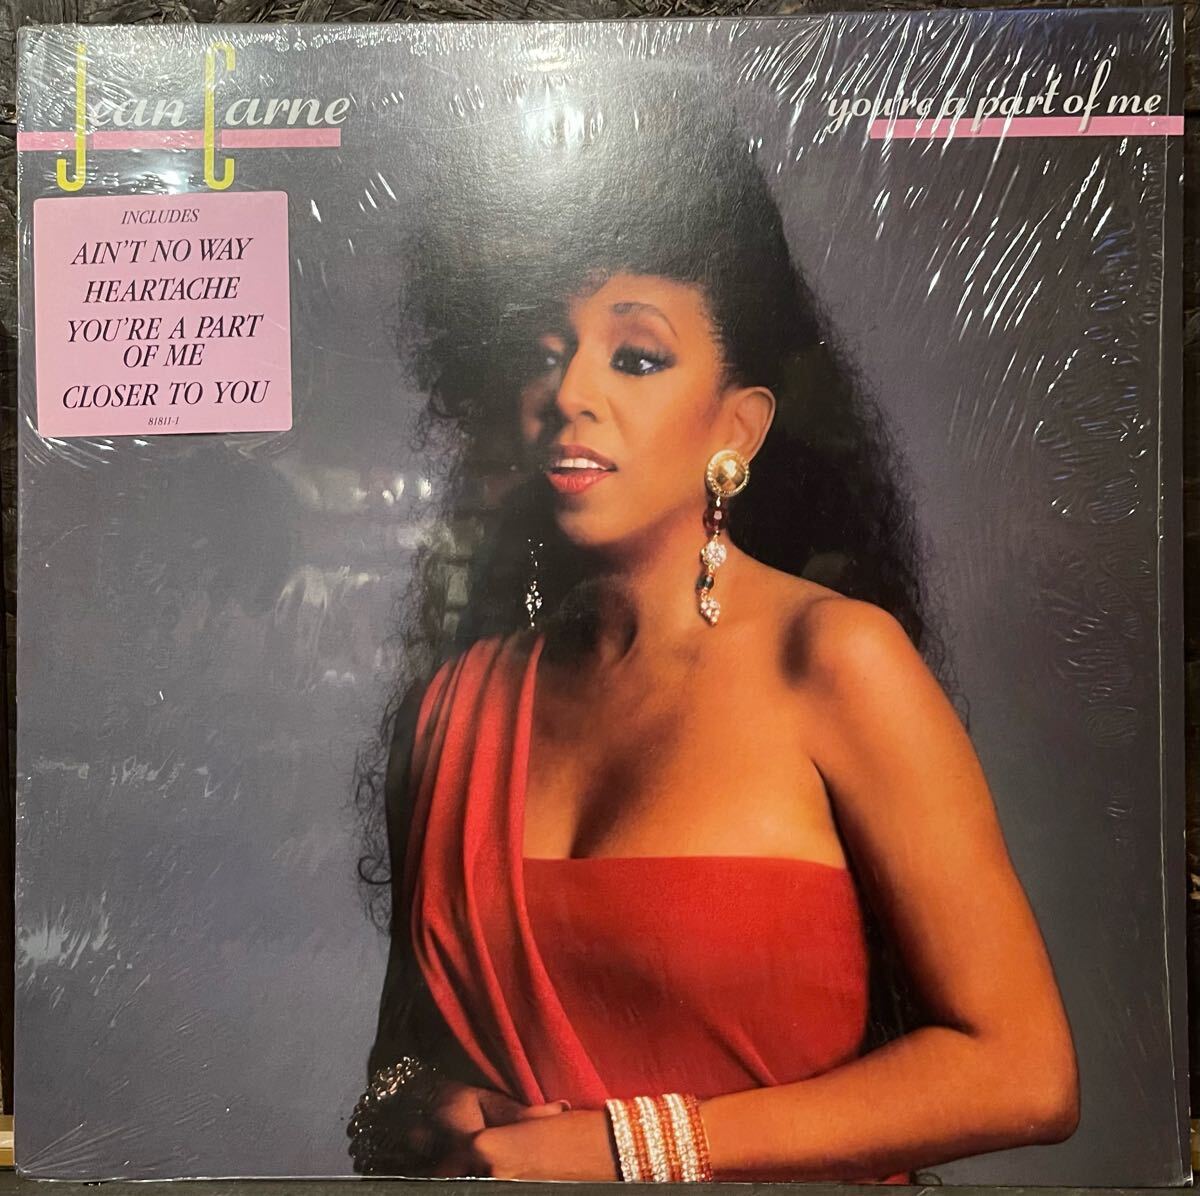 Jean Carne
you're a part of me
INCLUDES
AIN'T NO WAY
HEARTACHE
YOU'RE A PART
OF ME
CLOSER TO YOU
81811-1